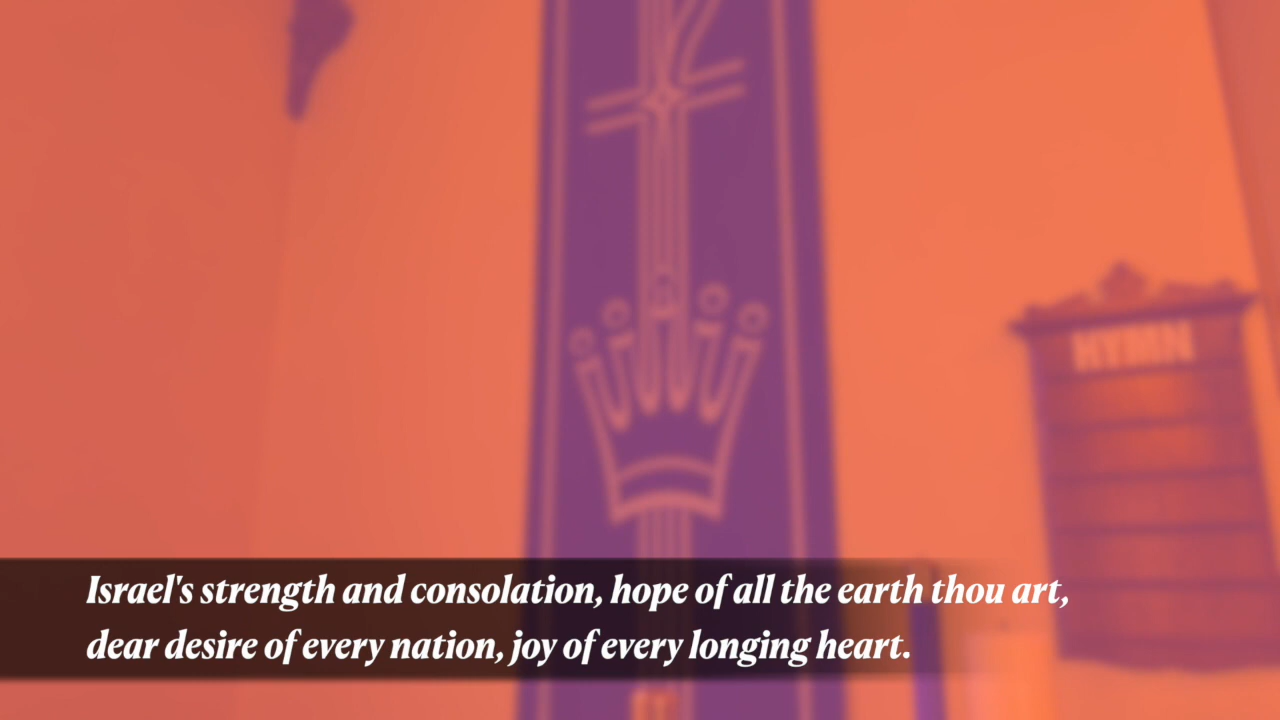 HYMN
Israel's strength and consolation, hope of all the earth thou art,
dear desire of every nation, joy of every longing heart.